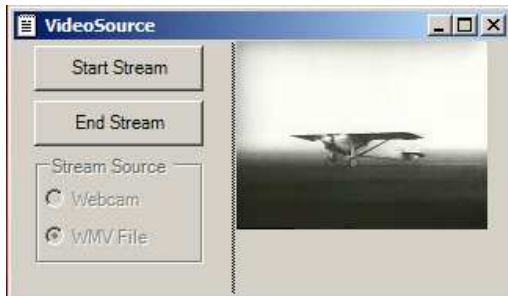 VideoSource
Start Stream
End Stream
Stream Source
Webcam
WMV File